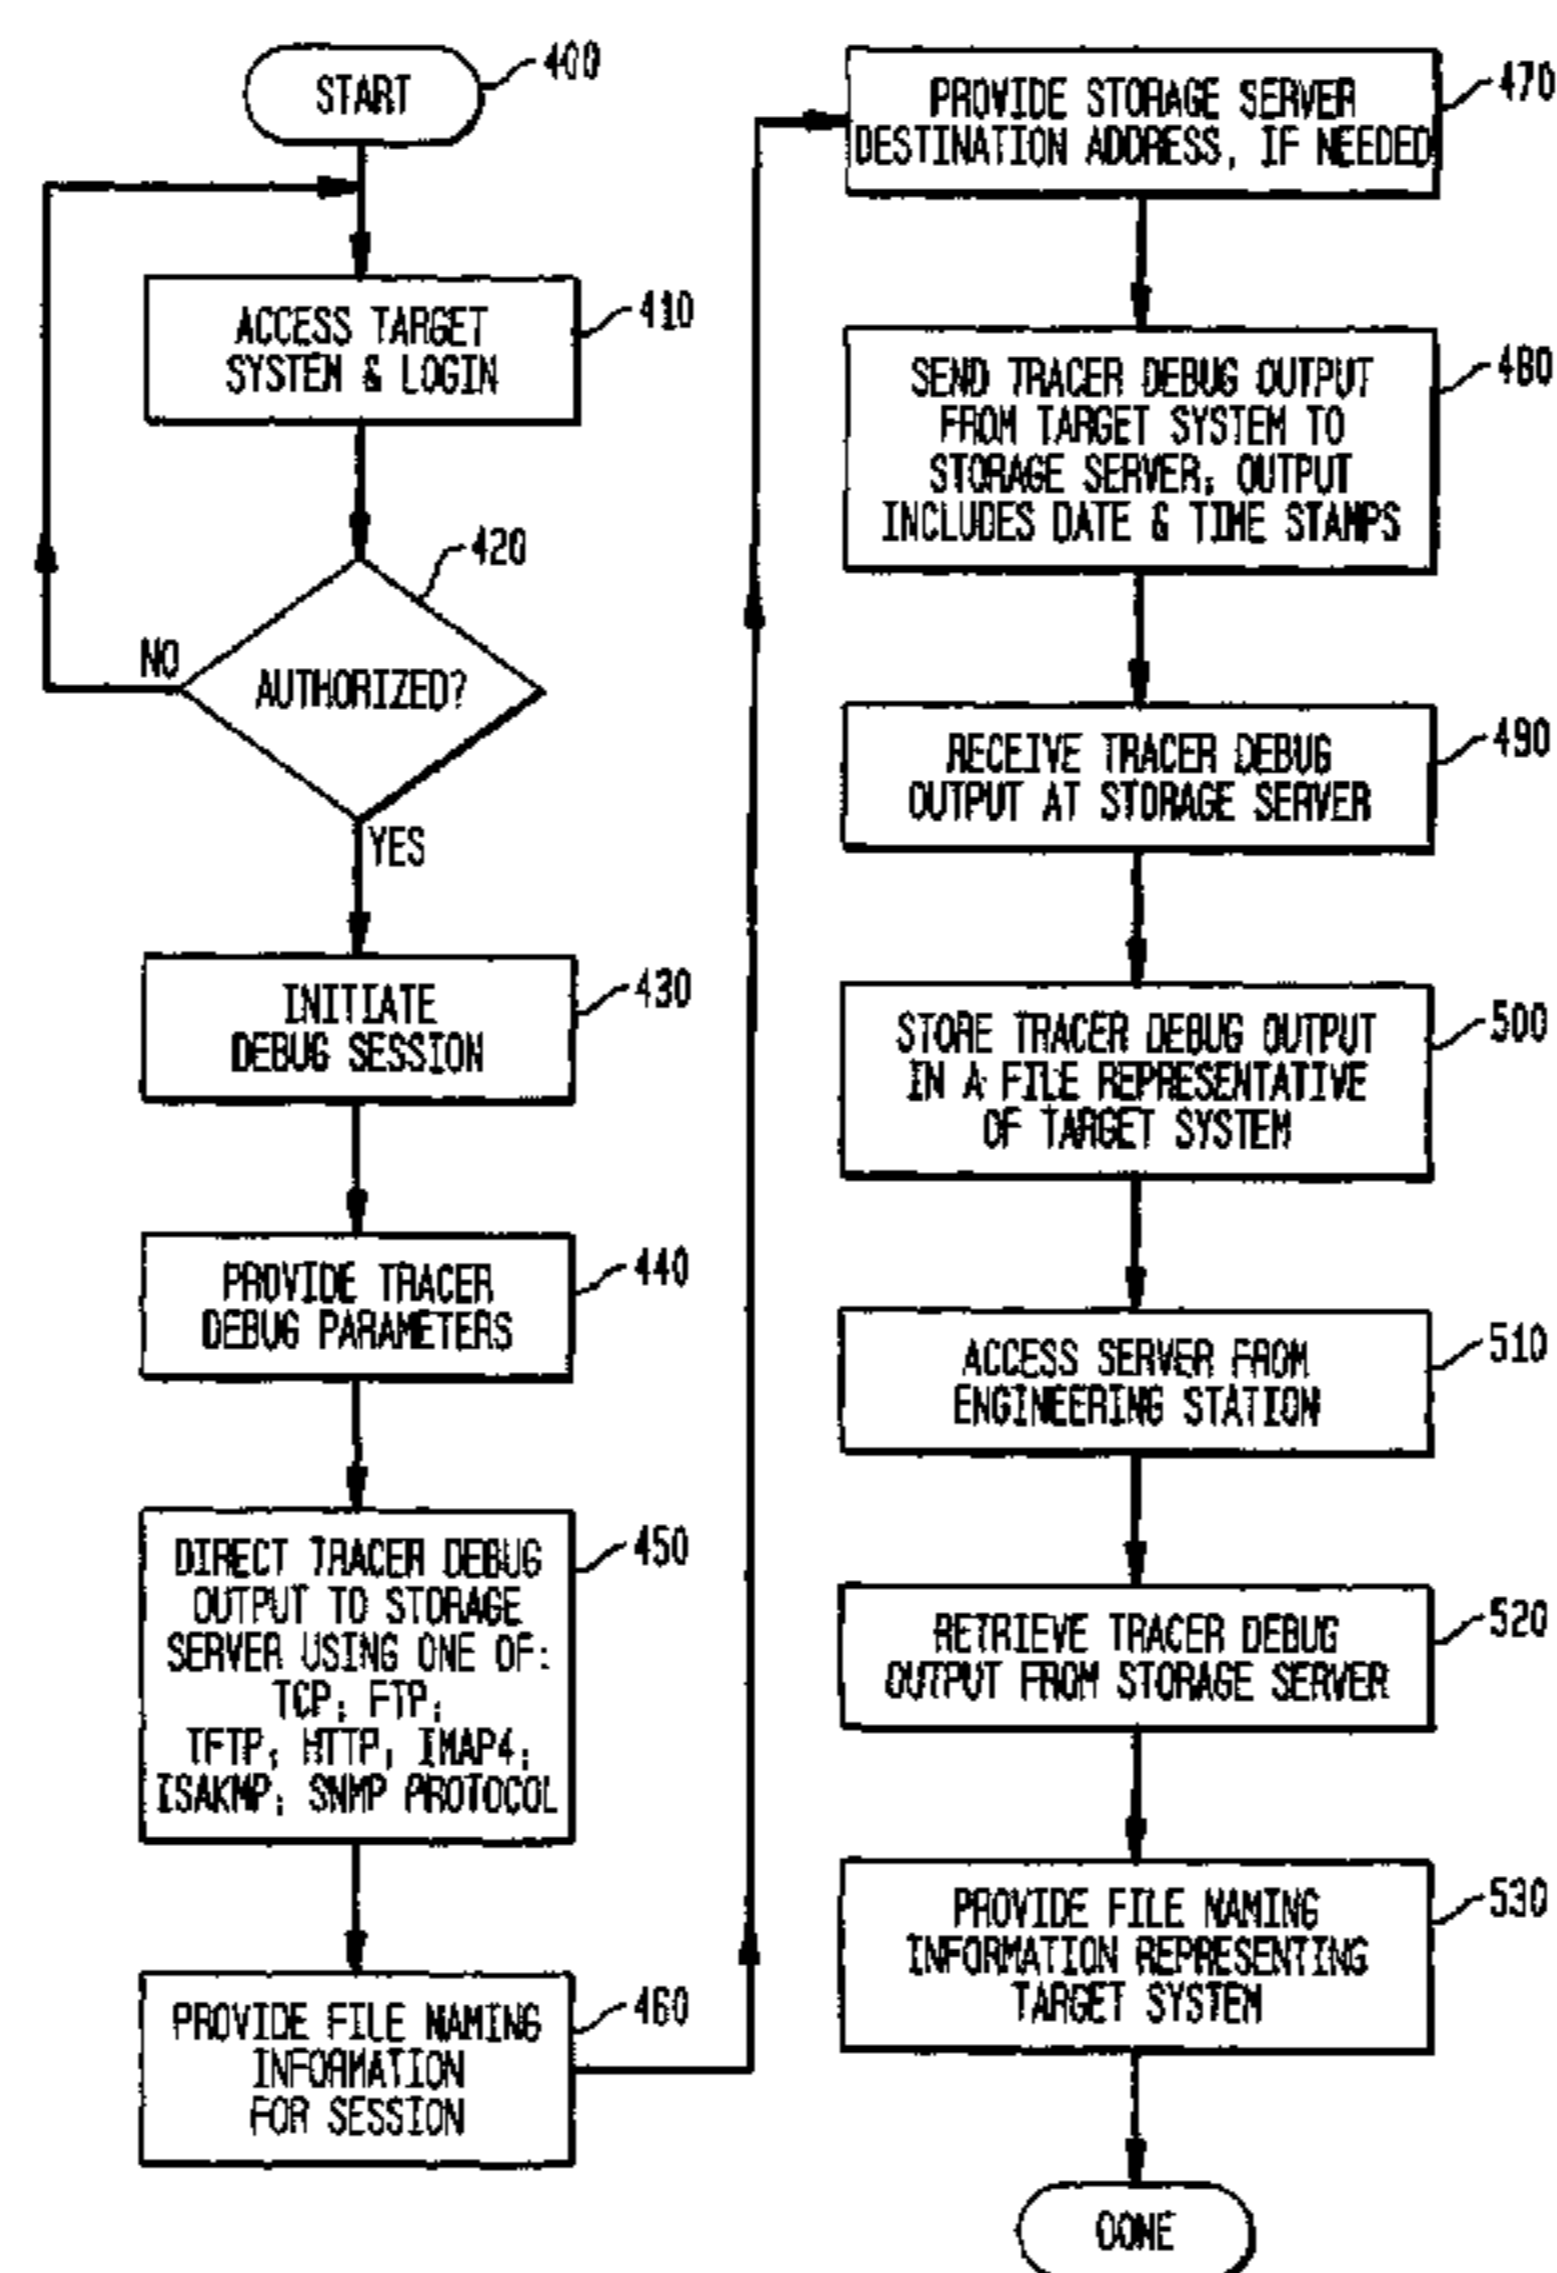 START
400
ACCESS TARGET
SYSTEM & LOGIN
410
420
NO
AUTHORIZED?
YES
INITIATE
DEBUG SESSION
430
PROVIDE TRACER
DEBUG PARAMETERS
440
DIRECT TRACER DEBUG
OUTPUT TO STORAGE
SERVER USING ONE OF:
TCP; FTP;
TFTP; HTTP; IMAP4;
ISAKMP; SNMP PROTOCOL
450
PROVIDE FILE NAMING
INFORMATION
FOR SESSION
460
PROVIDE STORAGE SERVER
DESTINATION ADDRESS, IF NEEDED
470
SEND TRACER DEBUG OUTPUT
FROM TARGET SYSTEM TO
STORAGE SERVER; OUTPUT
INCLUDES DATE & TIME STAMPS
480
RECEIVE TRACER DEBUG
OUTPUT AT STORAGE SERVER
490
STORE TRACER DEBUG OUTPUT
IN A FILE REPRESENTATIVE
OF TARGET SYSTEM
500
ACCESS SERVER FROM
ENGINEERING STATION
510
RETRIEVE TRACER DEBUG
OUTPUT FROM STORAGE SERVER
520
PROVIDE FILE NAMING
INFORMATION REPRESENTING
TARGET SYSTEM
530
DONE